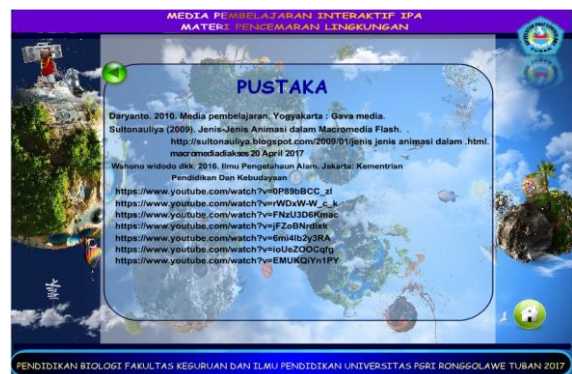 MEDIA PEMBELAJARAN INTERAKTIF IPA
MATERI PENCEMARAN LINGKUNGAN
PUSTAKA
Daryanto. 2010. Media pembelajaran. Yogyakarta : Gava media.
Sultonauliya (2009). Jenis-Jenis Animasi dalam Macromedia Flash. .
http://sultonauliya.blogspot.com/2009/01/jenis jenis animasi dalam .html.
macromediadiakses 20 April 2017
Wahono widodo dkk. 2016. Ilmu Pengetahuan Alam. Jakarta: Kementrian
Pendidikan Dan Kebudayaan
https://www.youtube.com/watch?v=0P89bBCC_zI
https://www.youtube.com/watch?v=rWDxW-W_c_k
https://www.youtube.com/watch?v=FNzU3D6Kmac
https://www.youtube.com/watch?v=jFZoBNrdixk
https://www.youtube.com/watch?v=6mi4lb2y3RA
https://www.youtube.com/watch?v=ioUeZOOCqfg
https://www.youtube.com/watch?v=EMUKQiYn1PY
PENDIDIKAN BIOLOGI FAKULTAS KEGURUAN DAN ILMU PENDIDIKAN UNIVERSITAS PGRI RONGGOLAWE TUBAN 2017